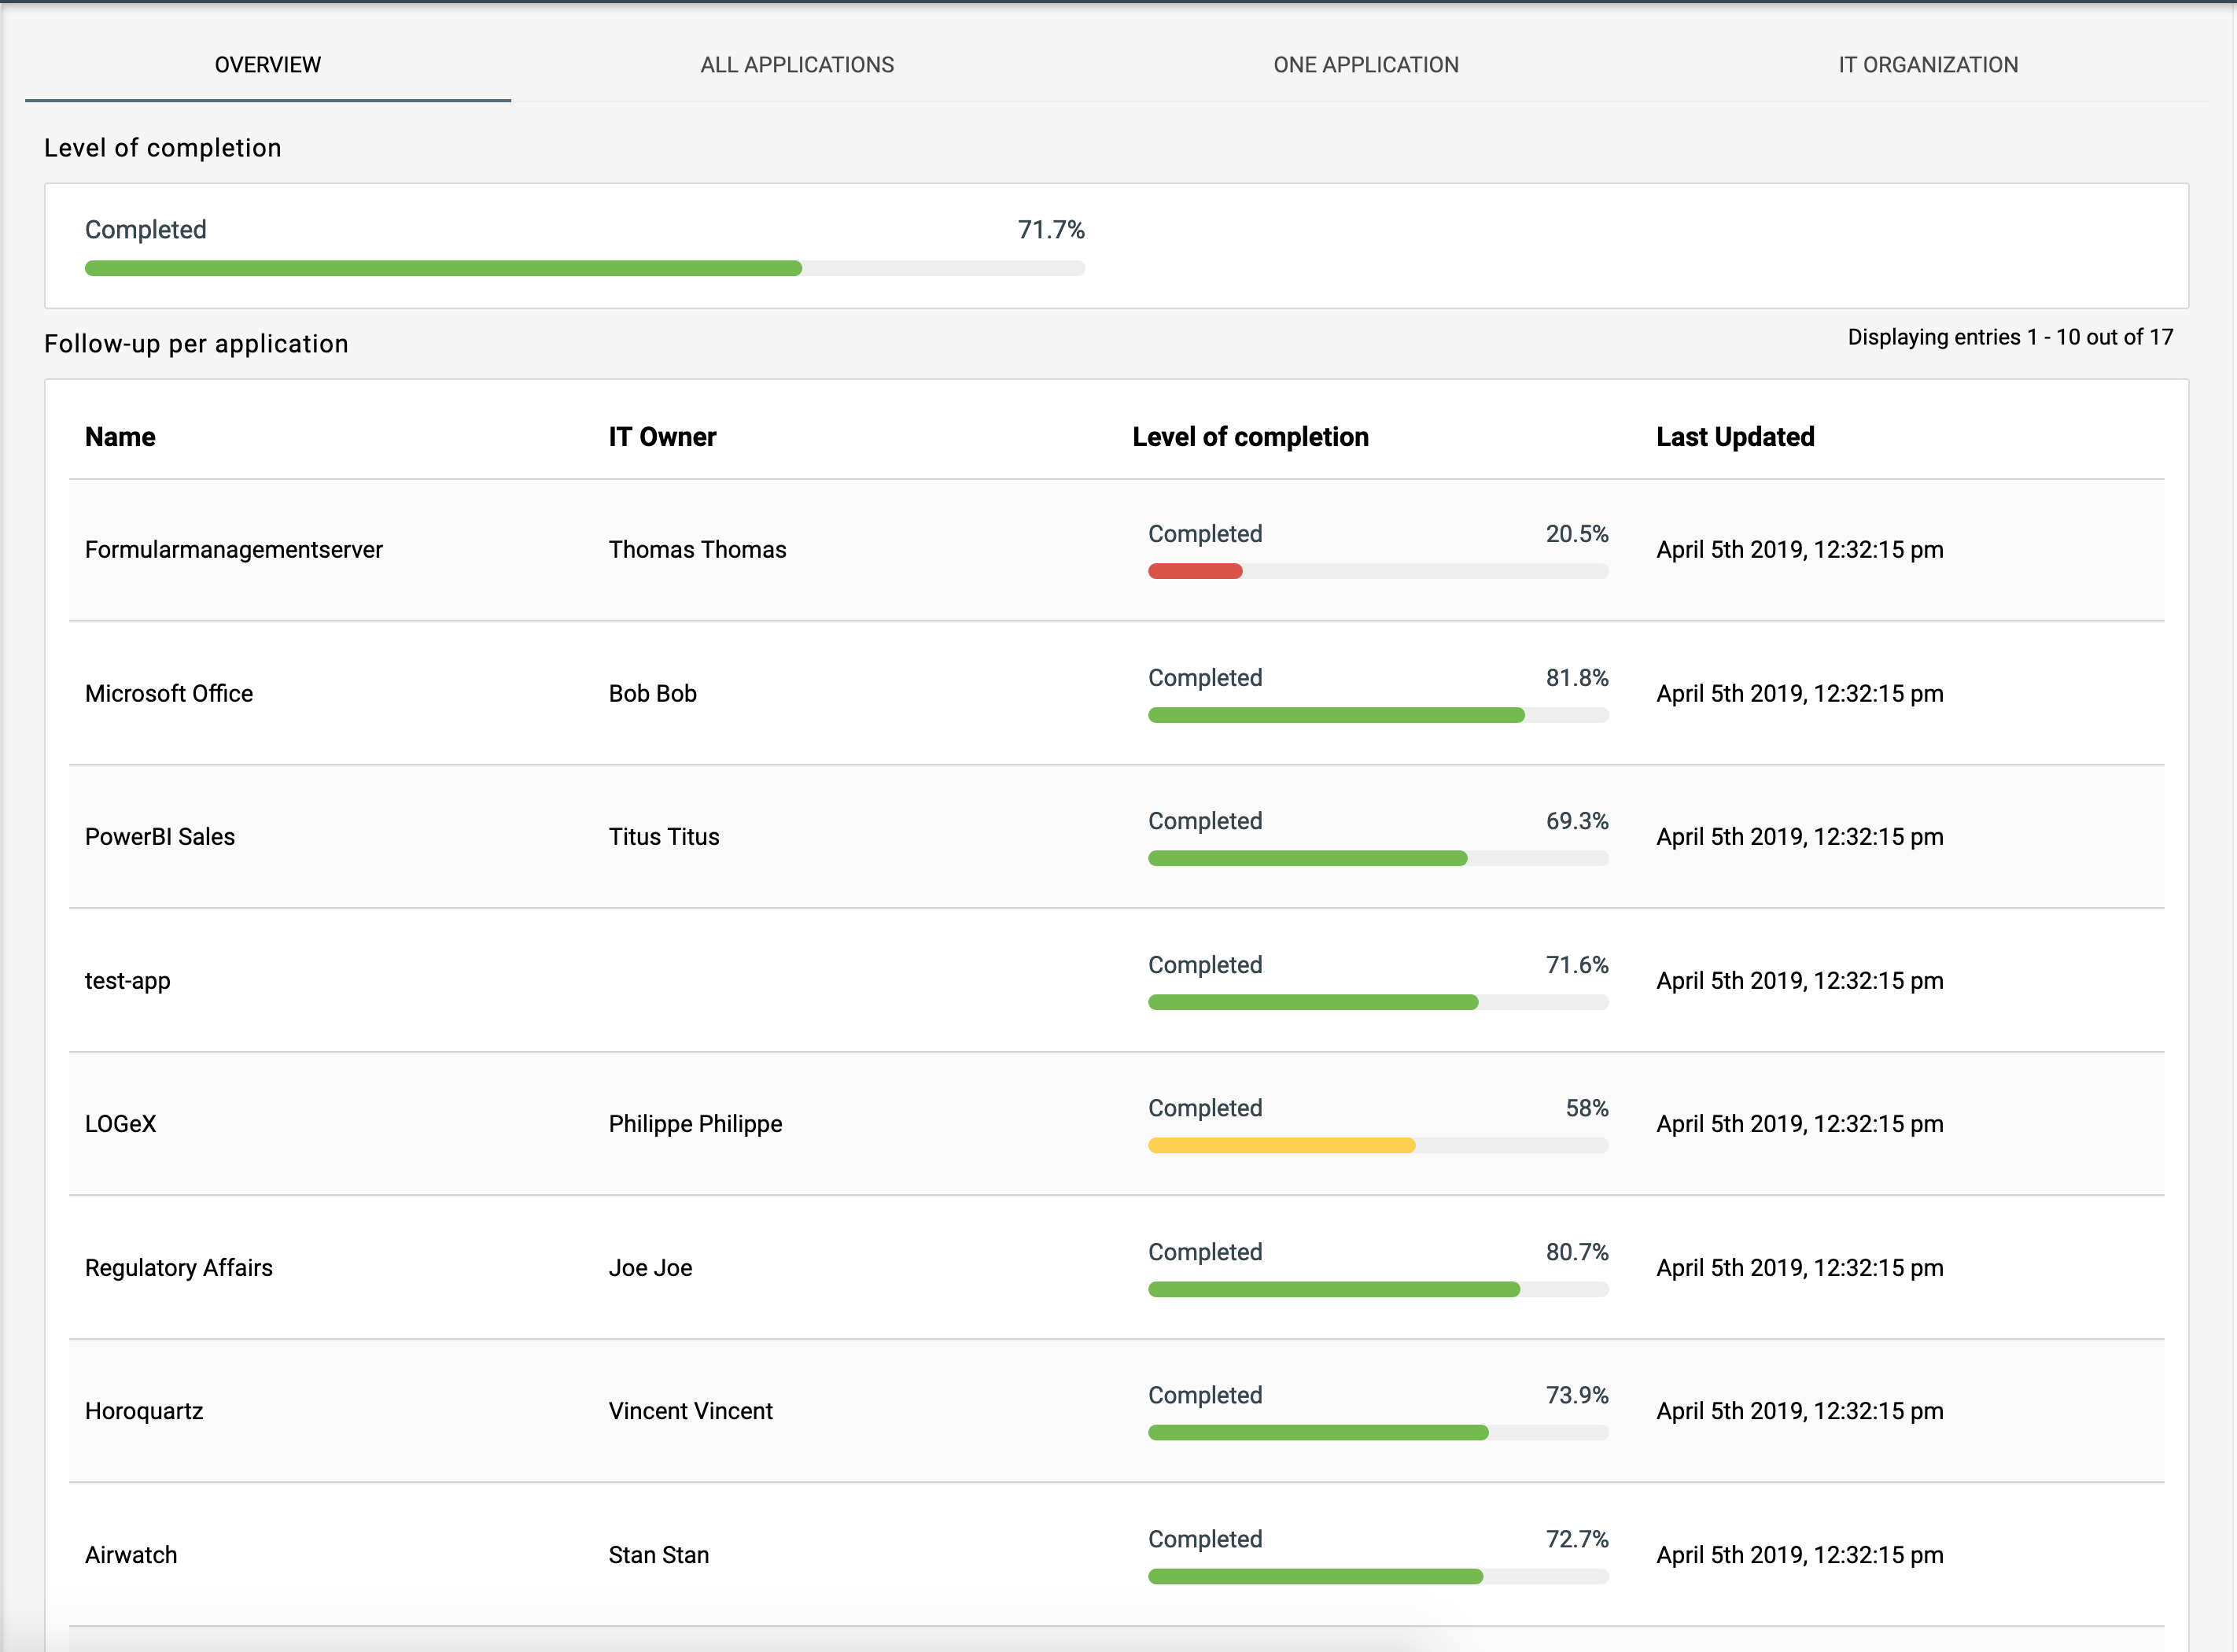 OVERVIEW ALL APPLICATIONS ONE APPLICATION IT ORGANIZATION
Level of completion
Completed 71.7%
Follow-up per application Displaying entries 1 - 10 out of 17
Name IT Owner Level of completion Last Updated
Formularmanagementserver Thomas Thomas Completed 20.5% April 5th 2019, 12:32:15 pm
Microsoft Office Bob Bob Completed 81.8% April 5th 2019, 12:32:15 pm
PowerBI Sales Titus Titus Completed 69.3% April 5th 2019, 12:32:15 pm
test-app Completed 71.6% April 5th 2019, 12:32:15 pm
LOGeX Philippe Philippe Completed 58% April 5th 2019, 12:32:15 pm
Regulatory Affairs Joe Joe Completed 80.7% April 5th 2019, 12:32:15 pm
Horoquartz Vincent Vincent Completed 73.9% April 5th 2019, 12:32:15 pm
Airwatch Stan Stan Completed 72.7% April 5th 2019, 12:32:15 pm